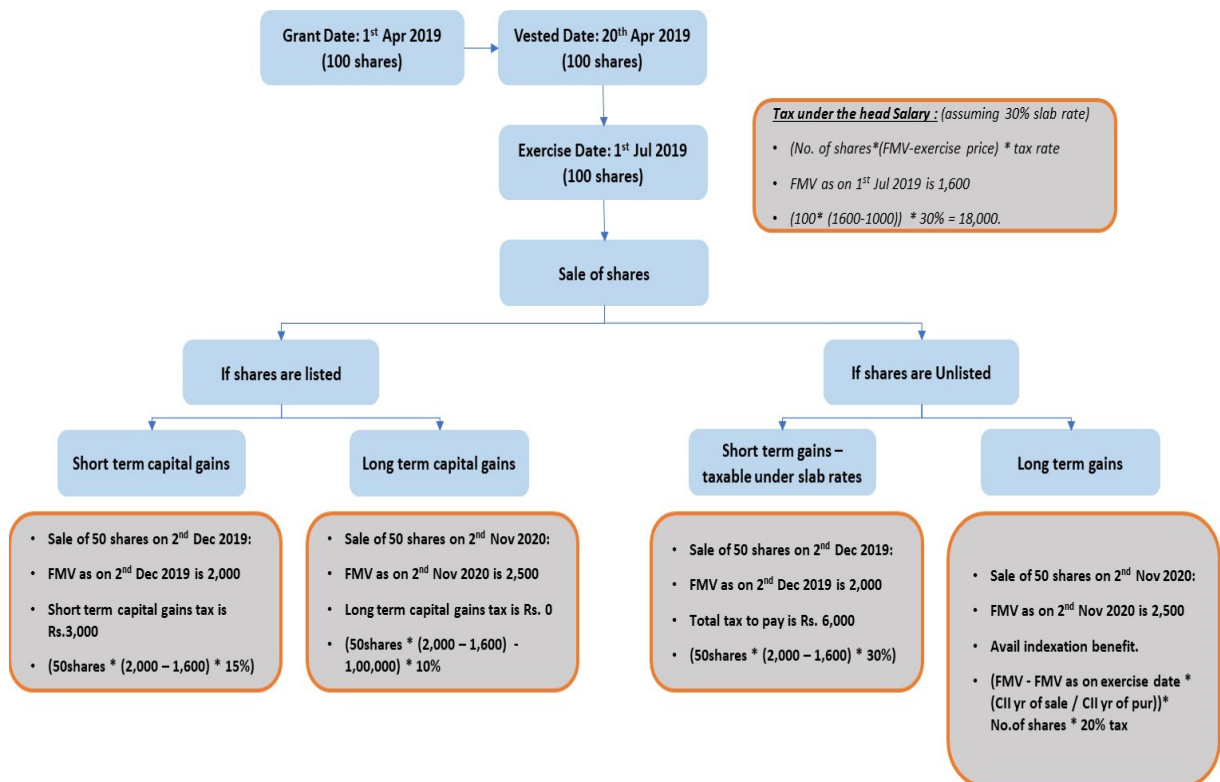 Grant Date: 1st Apr 2019
(100 shares)
Vested Date: 20th Apr 2019
(100 shares)
Exercise Date: 1st Jul 2019
(100 shares)
Tax under the head Salary : (assuming 30% slab rate)
• (No. of shares*(FMV-exercise price) * tax rate
• FMV as on 1st Jul 2019 is 1,600
• (100* (1600-1000)) * 30% = 18,000.
Sale of shares
If shares are listed
If shares are Unlisted
Short term capital gains
Long term capital gains
Short term gains –
taxable under slab rates
Long term gains
• Sale of 50 shares on 2nd Dec 2019:
• FMV as on 2nd Dec 2019 is 2,000
• Short term capital gains tax is
Rs.3,000
• (50shares * (2,000 – 1,600) * 15%)
• Sale of 50 shares on 2nd Nov 2020:
• FMV as on 2nd Nov 2020 is 2,500
• Long term capital gains tax is Rs. 0
• (50shares * (2,000 – 1,600) -
1,00,000) * 10%
• Sale of 50 shares on 2nd Dec 2019:
• FMV as on 2nd Dec 2019 is 2,000
• Total tax to pay is Rs. 6,000
• (50shares * (2,000 – 1,600) * 30%)
• Sale of 50 shares on 2nd Nov 2020:
• FMV as on 2nd Nov 2020 is 2,500
• Avail indexation benefit.
• (FMV - FMV as on exercise date *
(CII yr of sale / CII yr of pur))*
No.of shares * 20% tax